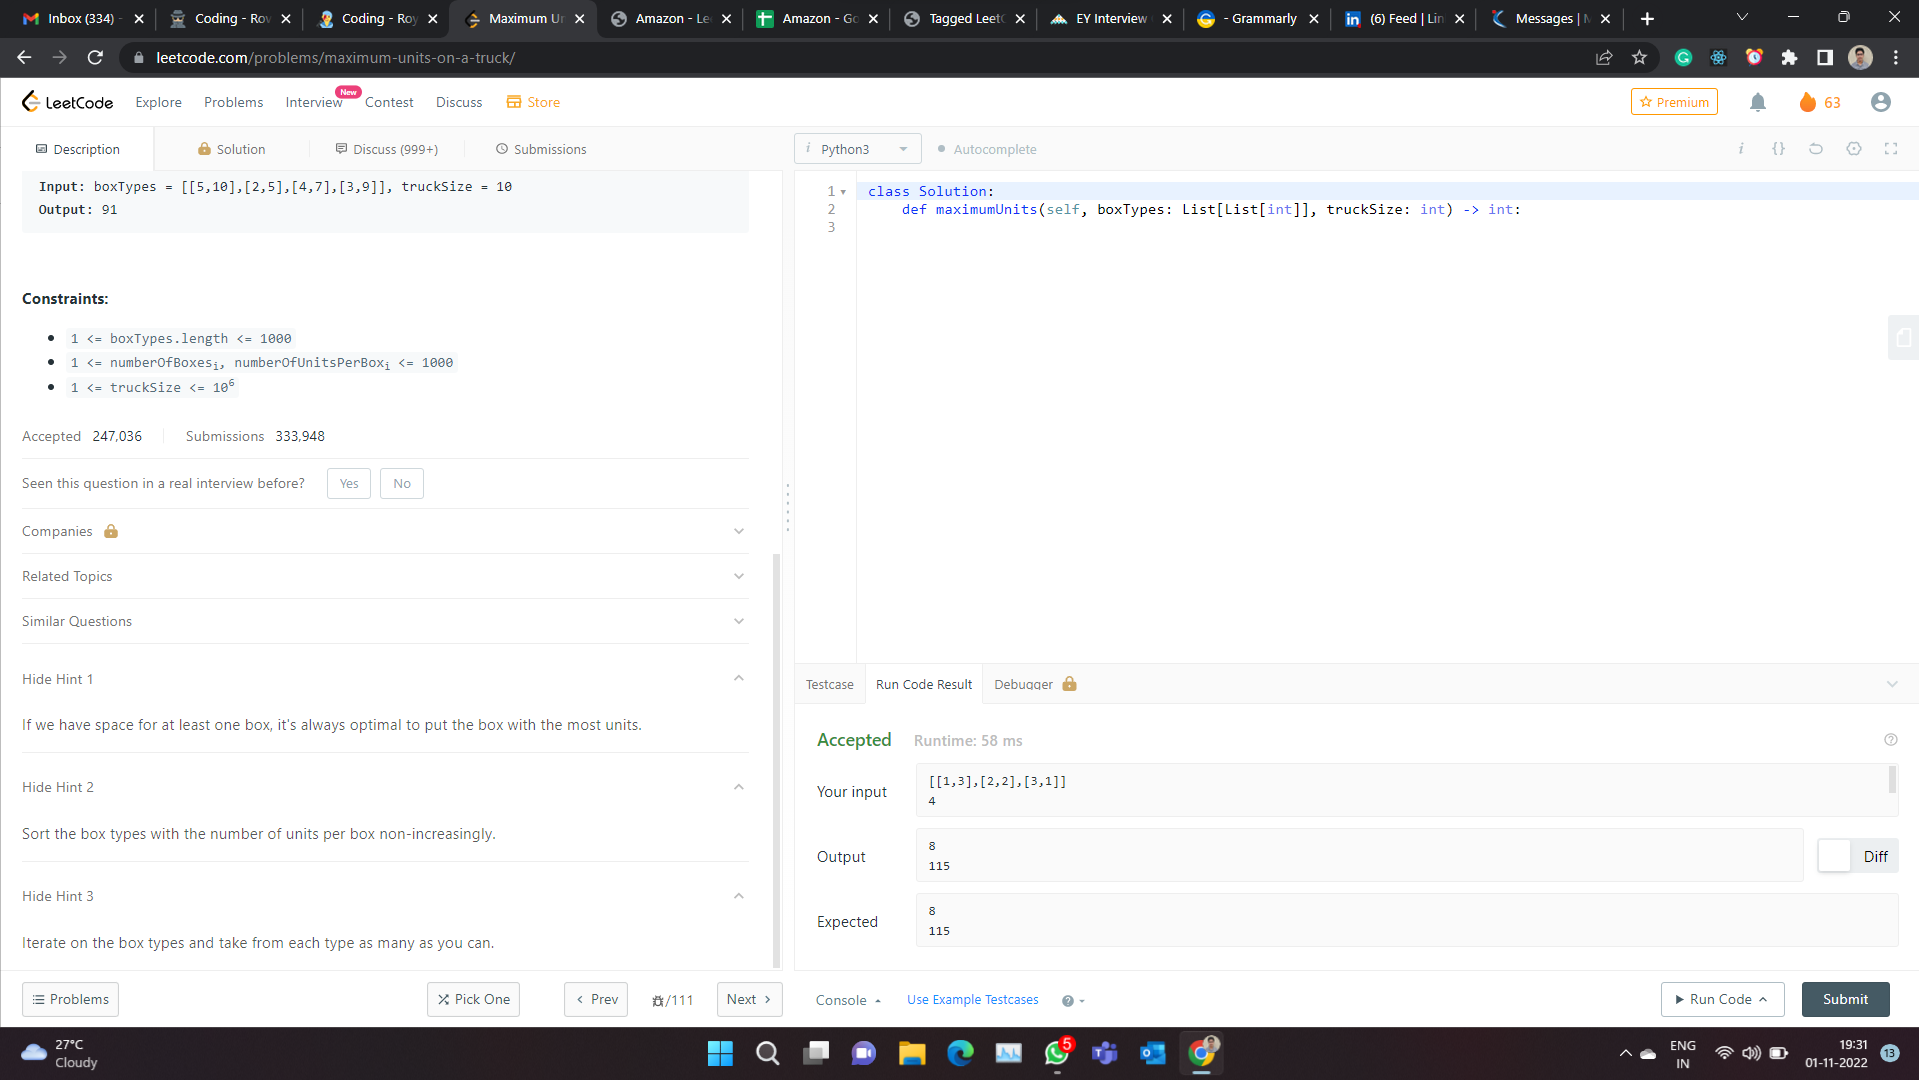 Inbox (334) -
Coding - Rov
Coding - Roy
Maximum Un
Amazon - Le
Amazon - Go
Tagged Leet
EY Interview
- Grammarly
(6) Feed | Lin
Messages | N
leetcode.com/problems/maximum-units-on-a-truck/
LeetCode
Explore
Problems
Interview
New
Contest
Discuss
Store
Premium
63
Description
Solution
Discuss (999+)
Submissions
Python3
Autocomplete
Input: boxTypes = [[5,10],[2,5],[4,7],[3,9]], truckSize = 10
Output: 91
Constraints:
1 <= boxTypes.length <= 1000
1 <= numberOfBoxesi, numberOfUnitsPerBoxi <= 1000
1 <= truckSize <= 10^6
Accepted 247,036 Submissions 333,948
Seen this question in a real interview before? Yes No
Companies
Related Topics
Similar Questions
Hide Hint 1
If we have space for at least one box, it's always optimal to put the box with the most units.
Hide Hint 2
Sort the box types with the number of units per box non-increasingly.
Hide Hint 3
Iterate on the box types and take from each type as many as you can.
Problems
Pick One
Prev
/111
Next
1 class Solution:
2     def maximumUnits(self, boxTypes: List[List[int]], truckSize: int) -> int:
3
Testcase
Run Code Result
Debugger
Accepted Runtime: 58 ms
Your input
[[1,3],[2,2],[3,1]]
4
Output
8
115
Diff
Expected
8
115
Console
Use Example Testcases
Run Code
Submit
27°C
Cloudy
5
ENG
IN
19:31
01-11-2022
13